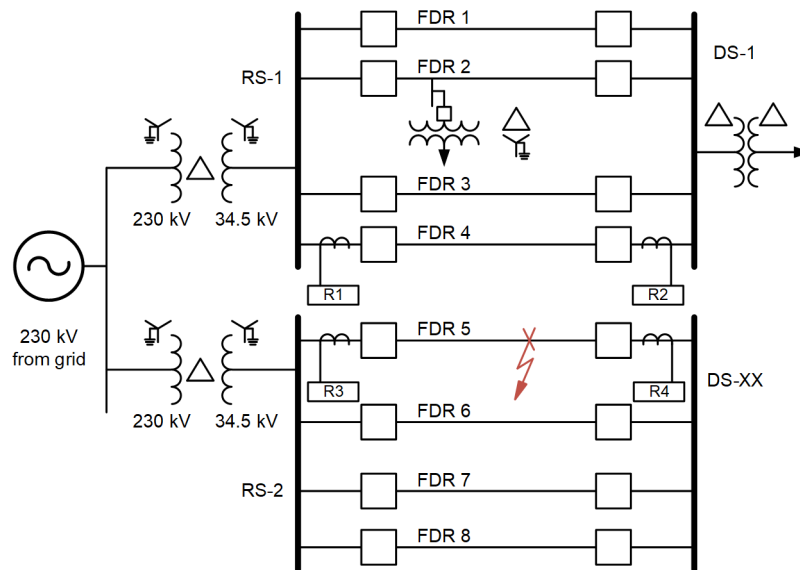 FDR 1
RS-1
FDR 2
DS-1
FDR 3
230 kV
34.5 kV
FDR 4
R1
R2
230 kV
from grid
FDR 5
R3
R4
DS-XX
230 kV
34.5 kV
FDR 6
RS-2
FDR 7
FDR 8